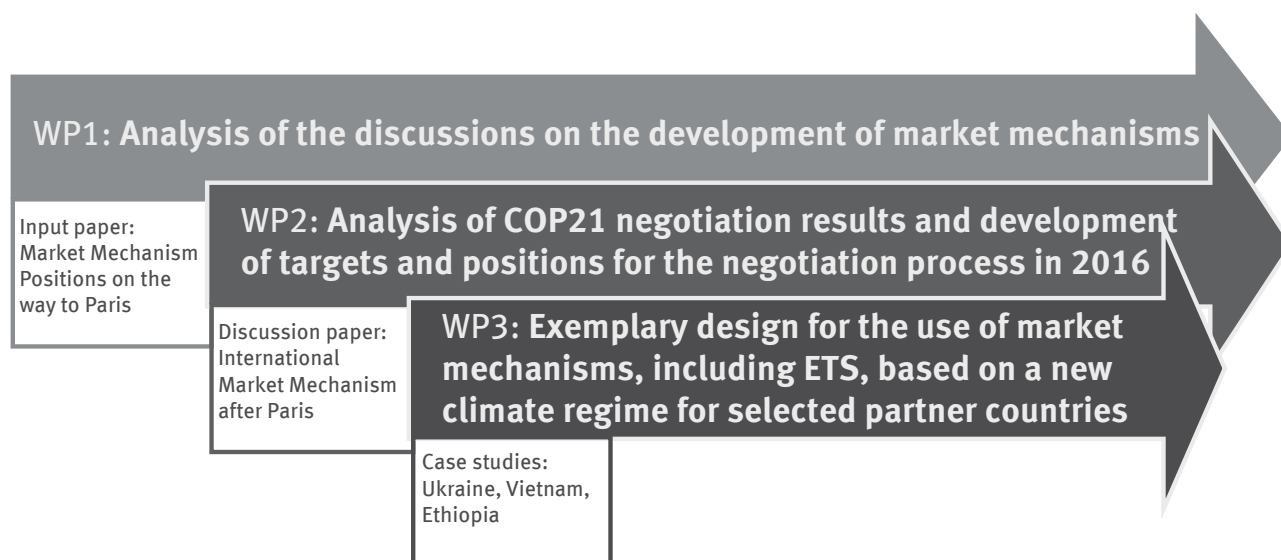 WP1: Analysis of the discussions on the development of market mechanisms
Input paper:
Market Mechanism
Positions on the
way to Paris
WP2: Analysis of COP21 negotiation results and development
of targets and positions for the negotiation process in 2016
Discussion paper:
International
Market Mechanism
after Paris
WP3: Exemplary design for the use of market
mechanisms, including ETS, based on a new
climate regime for selected partner countries
Case studies:
Ukraine, Vietnam,
Ethiopia